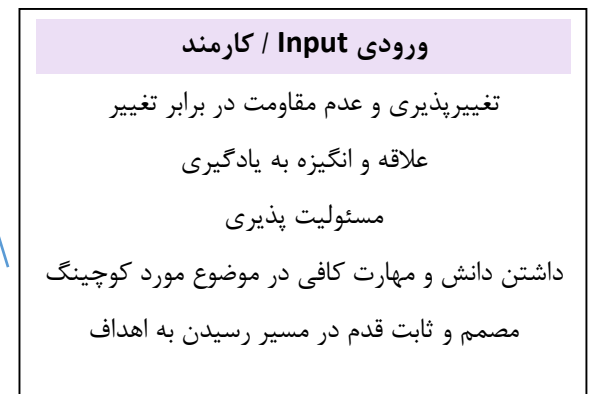 ورودی Input / کارمند
تغییرپذیری و عدم مقاومت در برابر تغییر
علاقه و انگیزه به یادگیری
مسئولیت پذیری
داشتن دانش و مهارت کافی در موضوع مورد کوچینگ
مصمم و ثابت قدم در مسیر رسیدن به اهداف